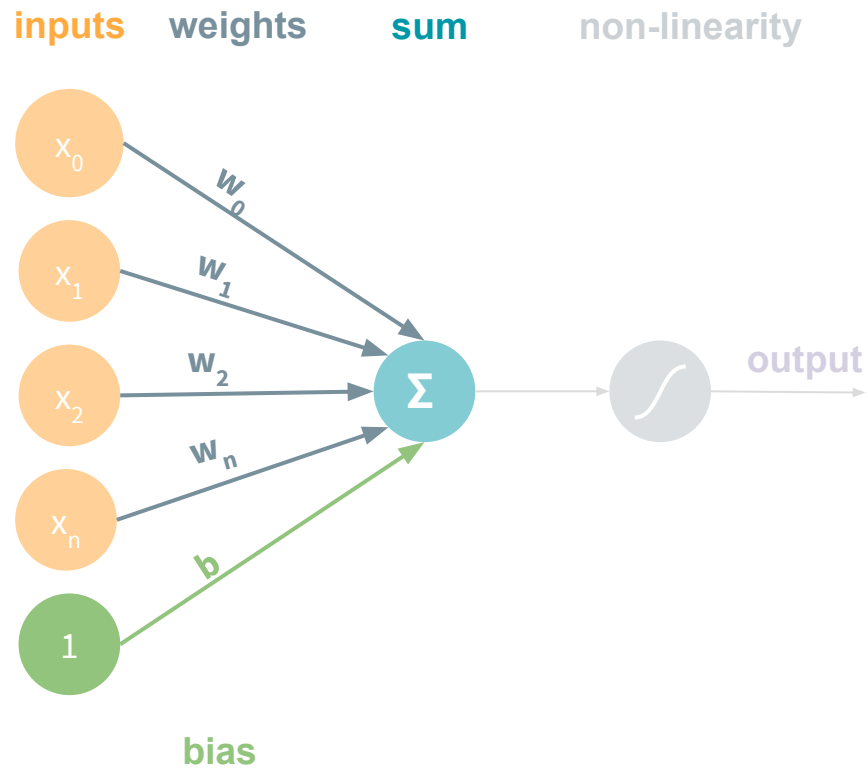 inputs weights sum non-linearity
x₀
w₀
x₁
w₁
x₂
w₂
Σ
output
xₙ
wₙ
1
b
bias